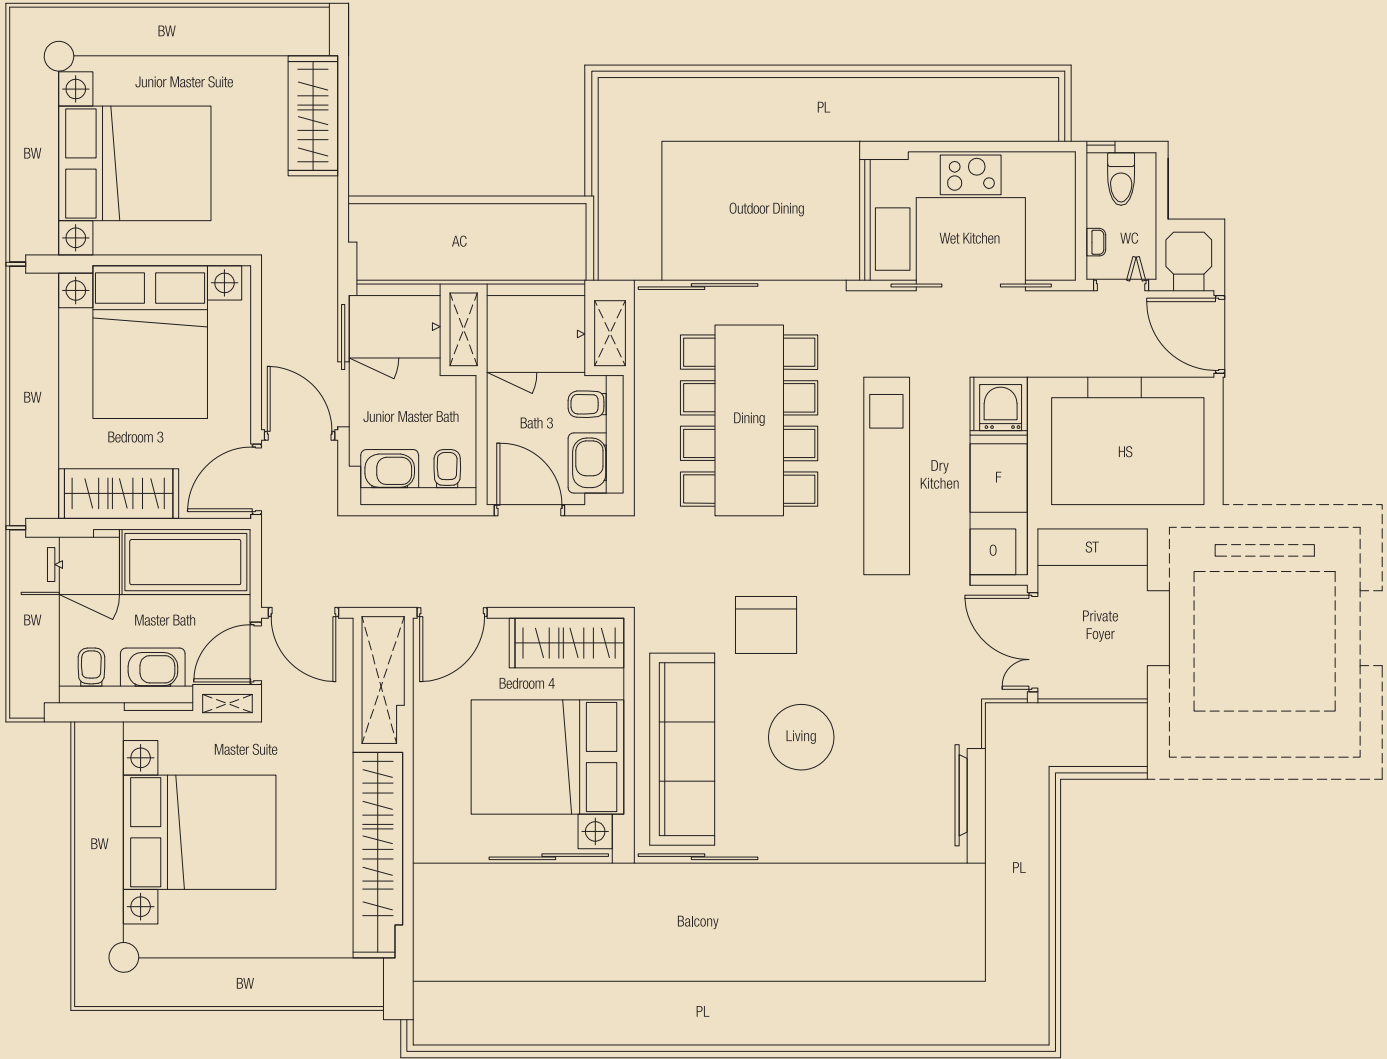 BW
Junior Master Suite
PL
BW
Outdoor Dining
Wet Kitchen
WC
AC
BW
Dining
Junior Master Bath
Bath 3
Bedroom 3
HS
Dry
Kitchen
F
O
ST
BW
Master Bath
Private
Foyer
Bedroom 4
Living
Master Suite
BW
PL
Balcony
BW
PL